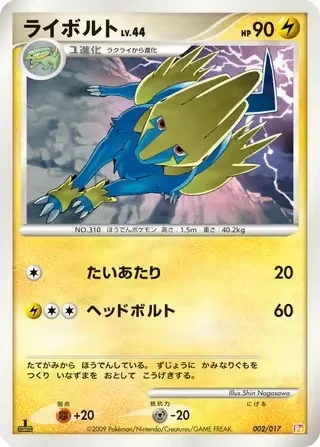 ライボルト LV.44 HP 90
1進化 ラクライから進化
NO.310 ほうでんポケモン 高さ：1.5m 重さ：40.2kg
たいあたり 20
ヘッドボルト 60
たてがみから ほうでんしている。 ずじょうに かみなりぐもを
つくり いなずまを おとして こうげきする。
Illus.Shin Nagasawa
弱点 +20 抵抗力 -20 にげる
1 EDITION ©2009 Pokémon/Nintendo/Creatures/GAME FREAK. 002/017